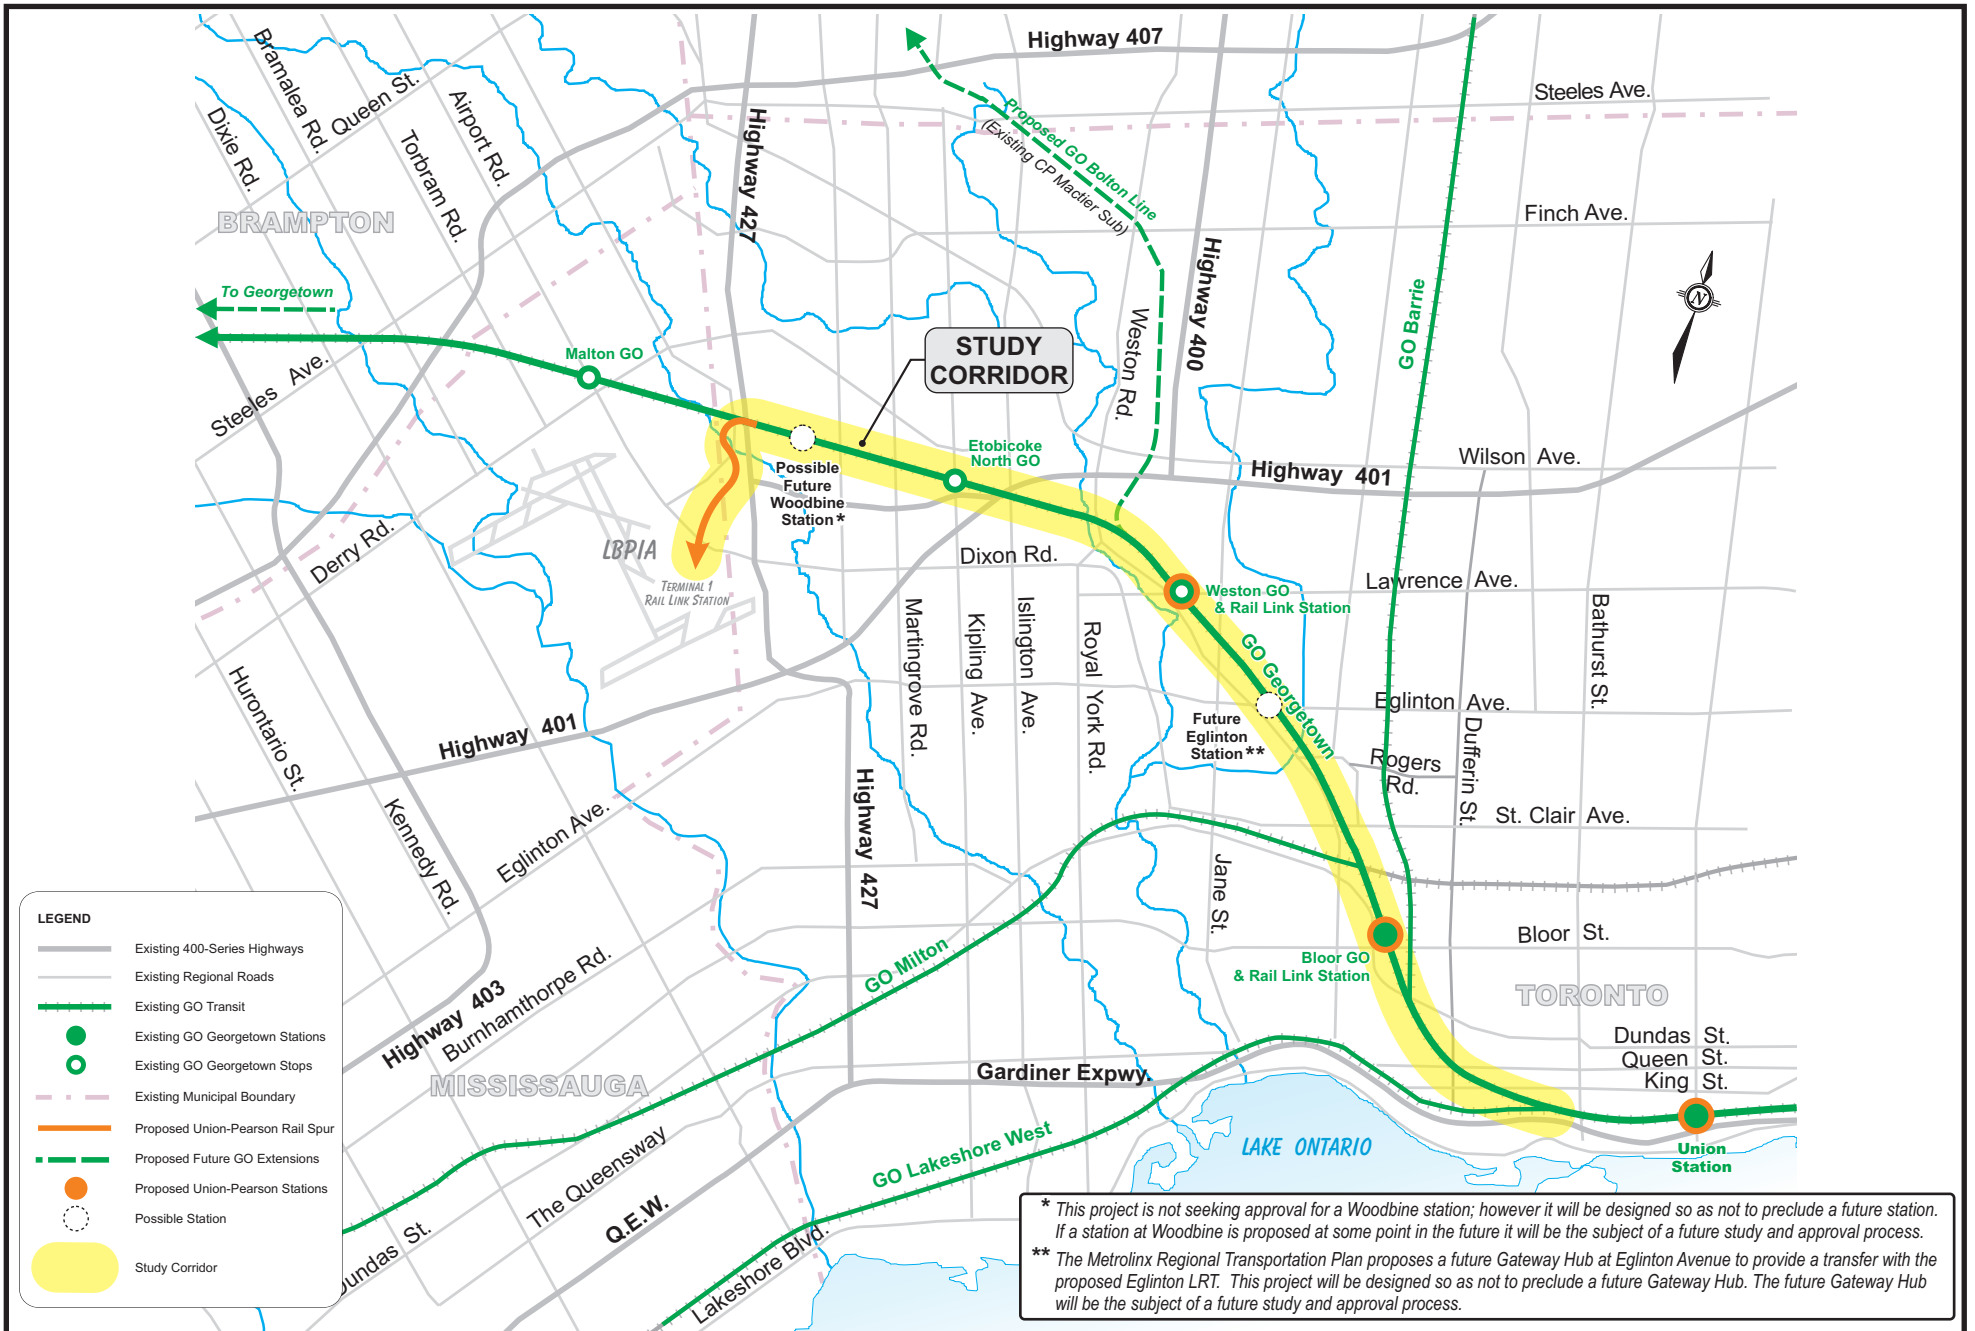 Highway 407
Bramalea Rd.
Queen St.
Dixie Rd.
Airport Rd.
Torbram Rd.
Highway 427
Proposed GO Bolton Line
(Existing CP Mactier Sub)
Steeles Ave.
BRAMPTON
Finch Ave.
Highway 400
To Georgetown
GO Barrie
N
Weston Rd.
Malton GO
STUDY
CORRIDOR
Steeles Ave.
Etobicoke
North GO
Wilson Ave.
Possible
Future
Woodbine
Station *
Highway 401
Derry Rd.
LBPIA
Dixon Rd.
TERMINAL 1
RAIL LINK STATION
Lawrence Ave.
Weston GO
& Rail Link Station
Martingrove Rd.
Kipling Ave.
Islington Ave.
Royal York Rd.
GO Georgetown
Bathurst St.
Hurontario St.
Eglinton Ave.
Future
Eglinton
Station **
Dufferin St.
Highway 401
Rogers
Rd.
Highway 427
Kennedy Rd.
Eglinton Ave.
St. Clair Ave.
Jane St.
GO Milton
Bloor St.
Bloor GO
& Rail Link Station
TORONTO
Highway 403
Burnhamthorpe Rd.
MISSISSAUGA
Gardiner Expwy.
Dundas St.
Queen St.
King St.
GO Lakeshore West
LAKE ONTARIO
Union
Station
The Queensway
Q.E.W.
Dundas St.
Lakeshore Blvd.
LEGEND
Existing 400-Series Highways
Existing Regional Roads
Existing GO Transit
Existing GO Georgetown Stations
Existing GO Georgetown Stops
Existing Municipal Boundary
Proposed Union-Pearson Rail Spur
Proposed Future GO Extensions
Proposed Union-Pearson Stations
Possible Station
Study Corridor
* This project is not seeking approval for a Woodbine station; however it will be designed so as not to preclude a future station.
If a station at Woodbine is proposed at some point in the future it will be the subject of a future study and approval process.
** The Metrolinx Regional Transportation Plan proposes a future Gateway Hub at Eglinton Avenue to provide a transfer with the
proposed Eglinton LRT. This project will be designed so as not to preclude a future Gateway Hub. The future Gateway Hub
will be the subject of a future study and approval process.